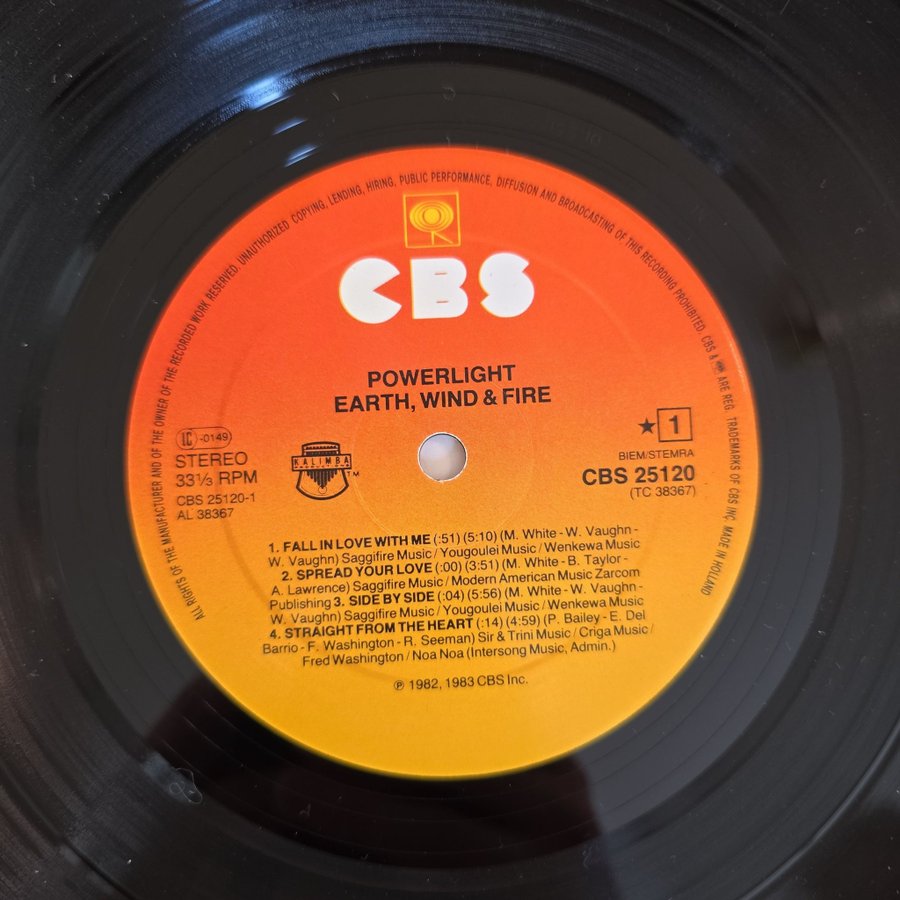 ALL RIGHTS OF THE MANUFACTURER AND OF THE OWNER OF THE RECORDED WORK RESERVED. UNAUTHORIZED COPYING, LENDING, HIRING, PUBLIC PERFORMANCE, DIFFUSION AND BROADCASTING OF THIS RECORDING PROHIBITED. CBS & ARE REG. TRADEMARKS OF CBS INC. MADE IN HOLLAND
CBS
POWERLIGHT
EARTH, WIND & FIRE
LC -0149
STEREO
33⅓ RPM
CBS 25120-1
AL 38367
KALIMBA
TM
★ 1
BIEM/STEMRA
CBS 25120
(TC 38367)
1. FALL IN LOVE WITH ME (:51) (5:10) (M. White - W. Vaughn -
W. Vaughn) Saggifire Music / Yougoulei Music / Wenkewa Music
2. SPREAD YOUR LOVE (:00) (3:51) (M. White - B. Taylor -
A. Lawrence) Saggifire Music / Modern American Music Zarcom
Publishing 3. SIDE BY SIDE (:04) (5:56) (M. White - W. Vaughn -
W. Vaughn) Saggifire Music / Yougoulei Music / Wenkewa Music
4. STRAIGHT FROM THE HEART (:14) (4:59) (P. Bailey - E. Del
Barrio - F. Washington - R. Seeman) Sir & Trini Music / Criga Music /
Fred Washington / Noa Noa (Intersong Music, Admin.)
℗ 1982, 1983 CBS Inc.